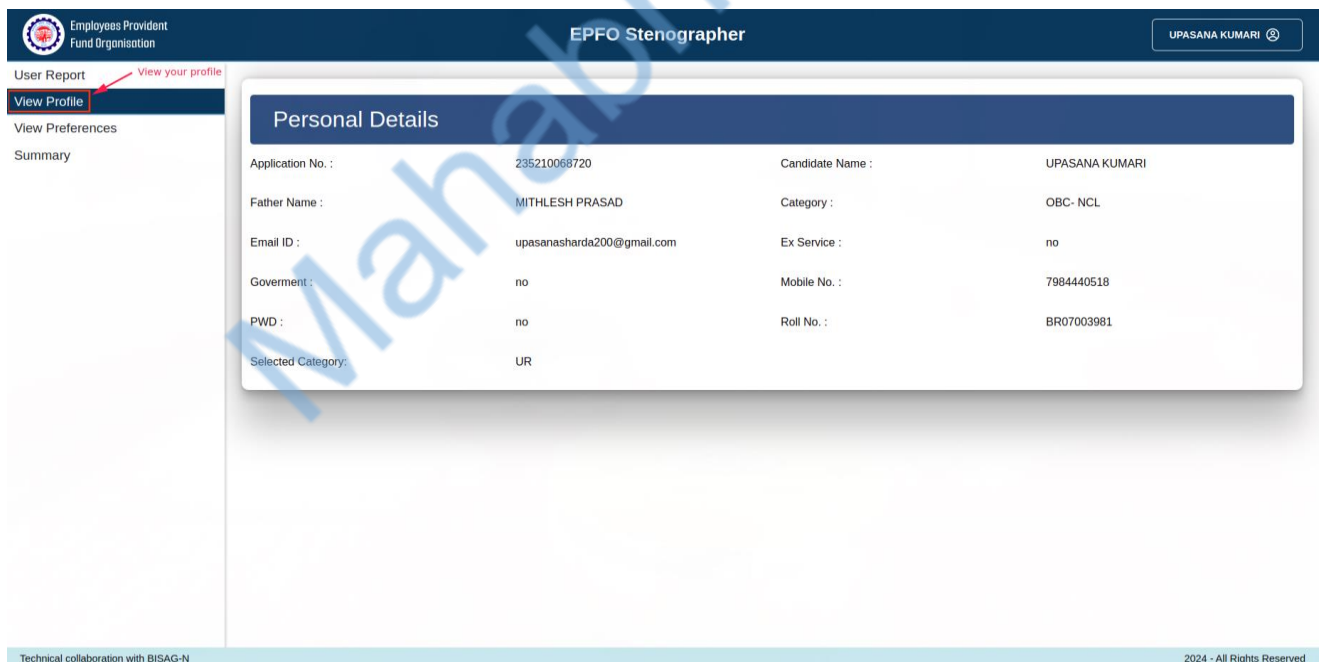 Employees Provident
Fund Organisation
EPFO Stenographer
UPASANA KUMARI
User Report
View your profile
View Profile
View Preferences
Summary
Personal Details
Application No. : 235210068720 Candidate Name : UPASANA KUMARI
Father Name : MITHLESH PRASAD Category : OBC- NCL
Email ID : upasanasharda200@gmail.com Ex Service : no
Goverment : no Mobile No. : 7984440518
PWD : no Roll No. : BR07003981
Selected Category: UR
Technical collaboration with BISAG-N 2024 - All Rights Reserved